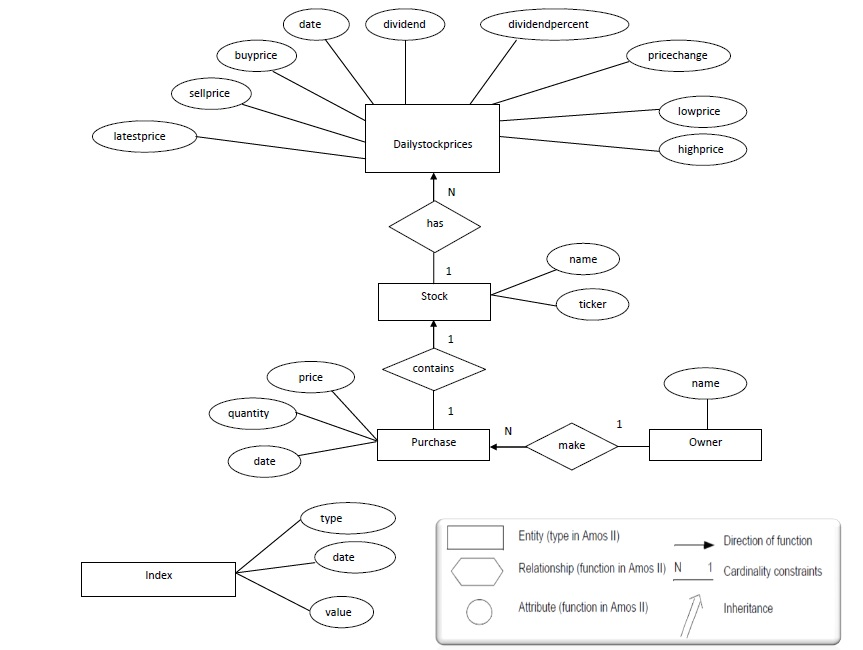 date
dividend
dividendpercent
buyprice
pricechange
sellprice
lowprice
latestprice
Dailystockprices
highprice
N
has
1
name
Stock
ticker
1
contains
price
name
1
quantity
Purchase
N
make
1
Owner
date
type
date
Index
value
Entity (type in Amos II)
Direction of function
Relationship (function in Amos II)
N 1
Cardinality constraints
Attribute (function in Amos II)
Inheritance